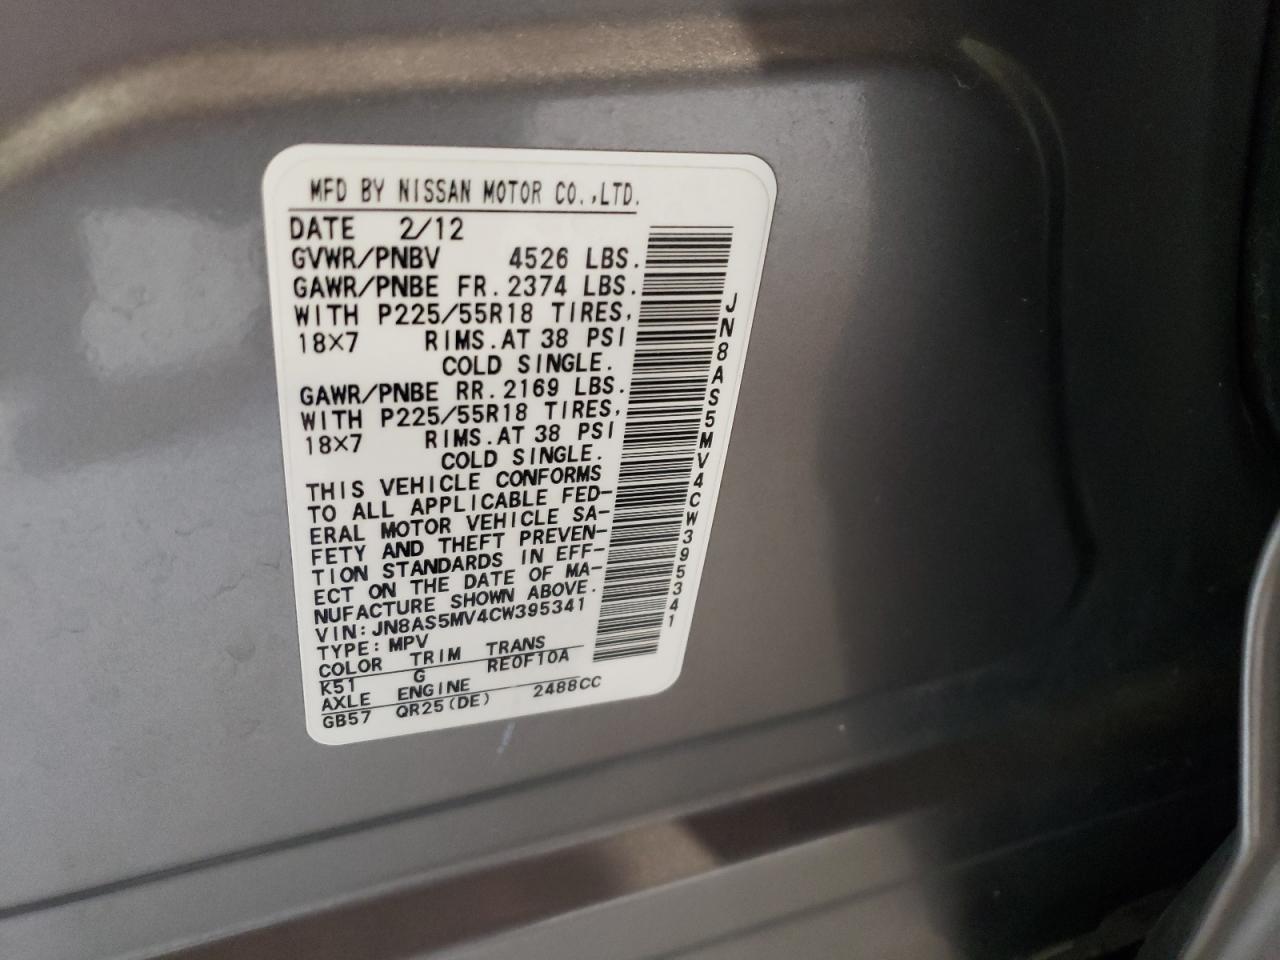 MFD BY NISSAN MOTOR CO.,LTD.
DATE 2/12
GVWR/PNBV 4526 LBS.
GAWR/PNBE FR.2374 LBS.
WITH P225/55R18 TIRES,
18×7 RIMS.AT 38 PSI
COLD SINGLE.
GAWR/PNBE RR.2169 LBS.
WITH P225/55R18 TIRES,
18×7 RIMS.AT 38 PSI
COLD SINGLE.
THIS VEHICLE CONFORMS
TO ALL APPLICABLE FED-
ERAL MOTOR VEHICLE SA-
FETY AND THEFT PREVEN-
TION STANDARDS IN EFF-
ECT ON THE DATE OF MA-
NUFACTURE SHOWN ABOVE.
VIN:JN8AS5MV4CW395341
TYPE:MPV
COLOR TRIM TRANS
K51 G RE0F10A
AXLE ENGINE
GB57 QR25(DE) 2488CC
JN8AS5MV4CW395341